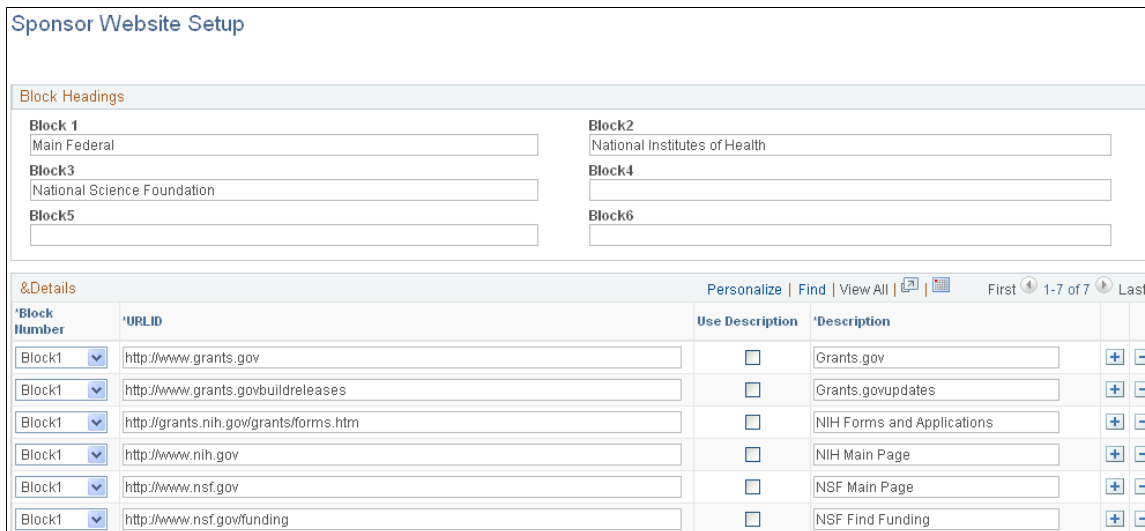 Sponsor Website Setup
Block Headings
Block 1 Block2
Main Federal National Institutes of Health
Block3 Block4
National Science Foundation
Block5 Block6
&Details Personalize | Find | View All | | First 1-7 of 7 Last
*Block Number *URLID Use Description *Description
Block1 http://www.grants.gov Grants.gov
Block1 http://www.grants.govbuildreleases Grants.govupdates
Block1 http://grants.nih.gov/grants/forms.htm NIH Forms and Applications
Block1 http://www.nih.gov NIH Main Page
Block1 http://www.nsf.gov NSF Main Page
Block1 http://www.nsf.gov/funding NSF Find Funding